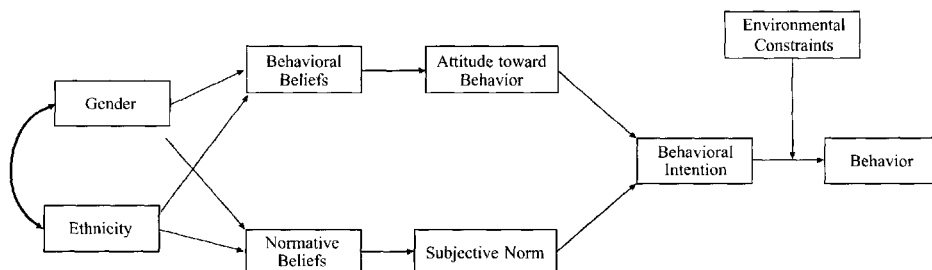 Environmental
Constraints
Behavioral
Beliefs
Attitude toward
Behavior
Gender
Behavioral
Intention
Behavior
Ethnicity
Normative
Beliefs
Subjective Norm